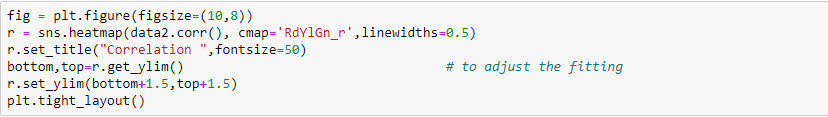 fig = plt.figure(figsize=(10,8))
r = sns.heatmap(data2.corr(), cmap='RdYlGn_r',linewidths=0.5)
r.set_title("Correlation ",fontsize=50)
bottom,top=r.get_ylim()                                  # to adjust the fitting
r.set_ylim(bottom+1.5,top+1.5)
plt.tight_layout()